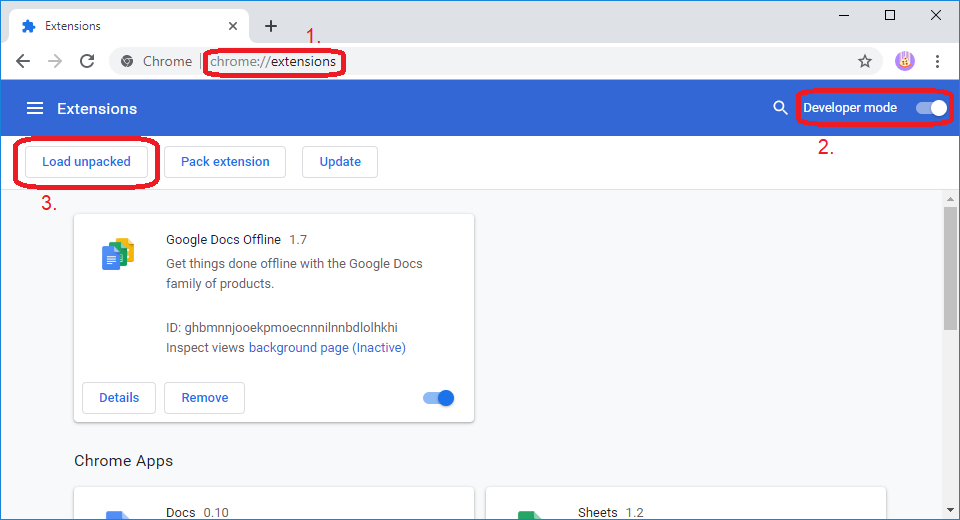 Extensions
1.
Chrome
chrome://extensions
Extensions
Developer mode
2.
Load unpacked
Pack extension
Update
3.
Google Docs Offline 1.7
Get things done offline with the Google Docs
family of products.
ID: ghbmnnjooekpmoecnnnilnnbdlolhkhi
Inspect views background page (Inactive)
Details
Remove
Chrome Apps
Docs 0.10
Sheets 1.2